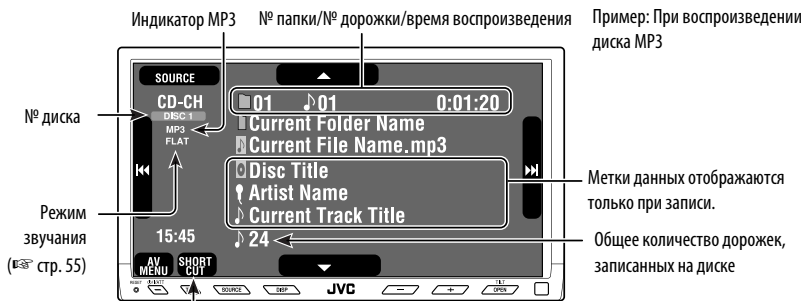 Индикатор MP3
№ папки/№ дорожки/время воспроизведения
Пример: При воспроизведении
диска MP3
SOURCE
№ диска
CD-CH
DISC 1
MP3
FLAT
01 01 0:01:20
Current Folder Name
Current File Name.mp3
Disc Title
Artist Name
Current Track Title
24
Метки данных отображаются
только при записи.
Режим
звучания
(☞ стр. 55)
15:45
Общее количество дорожек,
записанных на диске
AV
MENU
SHORT
CUT
RESET
SOURCE
DISP
JVC
TILT
OPEN